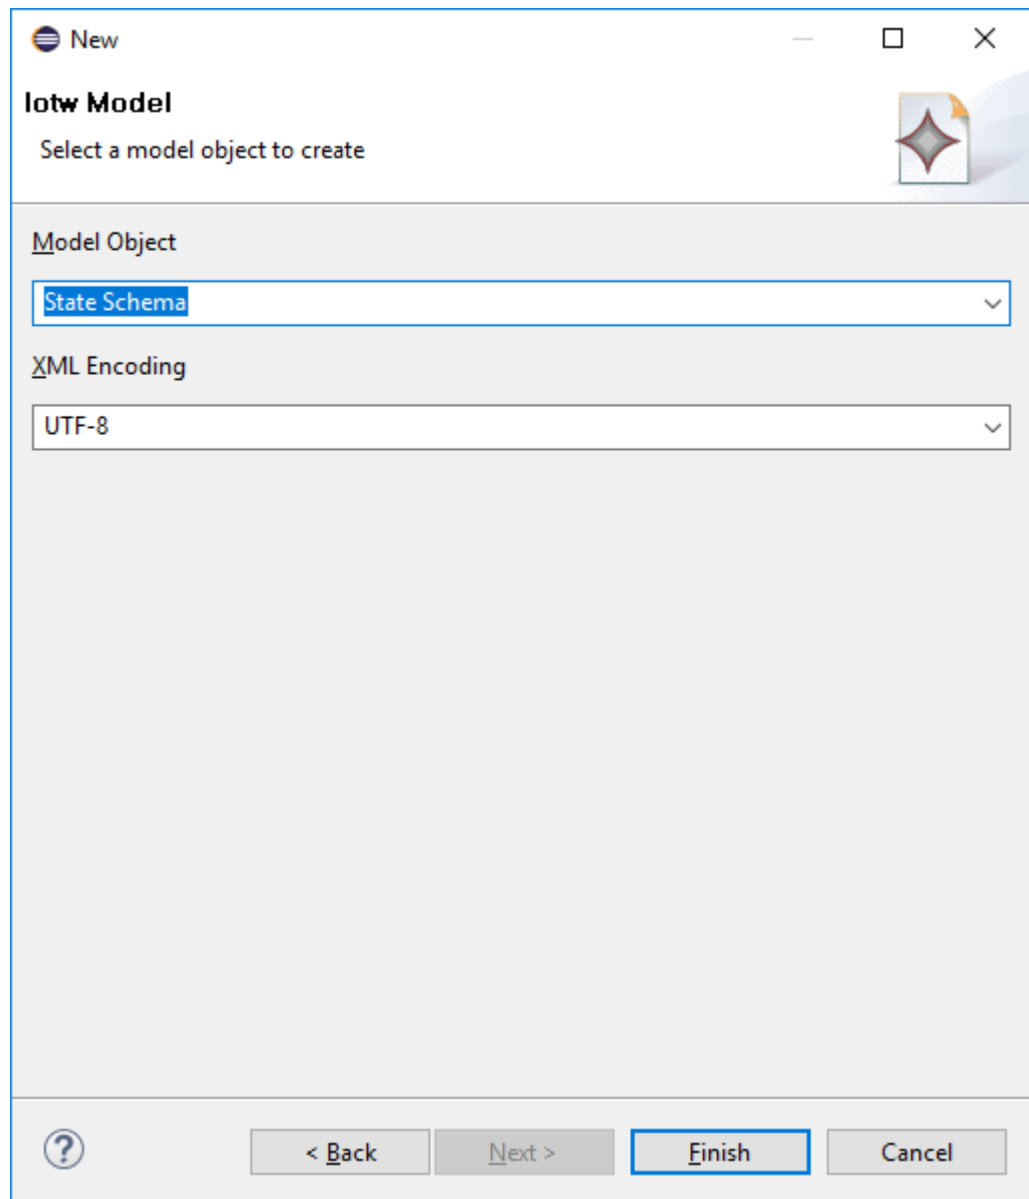 New
Iotw Model
Select a model object to create
Model Object
State Schema
XML Encoding
UTF-8
?
< Back
Next >
Finish
Cancel